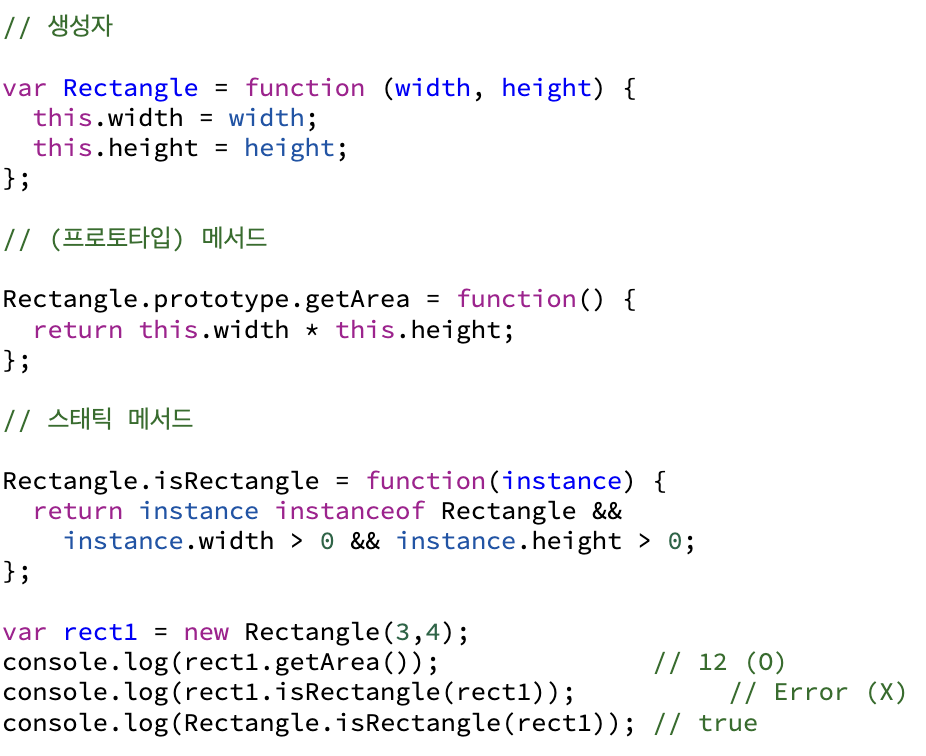 // 생성자
var Rectangle = function (width, height) {
  this.width = width;
  this.height = height;
};
// (프로토타입) 메서드
Rectangle.prototype.getArea = function() {
  return this.width * this.height;
};
// 스태틱 메서드
Rectangle.isRectangle = function(instance) {
  return instance instanceof Rectangle &&
    instance.width > 0 && instance.height > 0;
};
var rect1 = new Rectangle(3,4);
console.log(rect1.getArea());              // 12 (O)
console.log(rect1.isRectangle(rect1));          // Error (X)
console.log(Rectangle.isRectangle(rect1)); // true